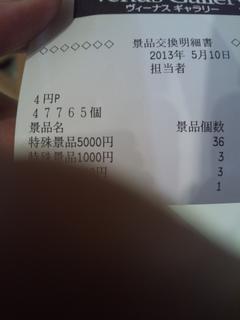 Venus Gallery
ヴィーナス ギャラリー
景品交換明細書
2013年 5月10日
担当者
4円P
47765個
景品名 景品個数
特殊景品5000円 36
特殊景品1000円 3
円 3
1